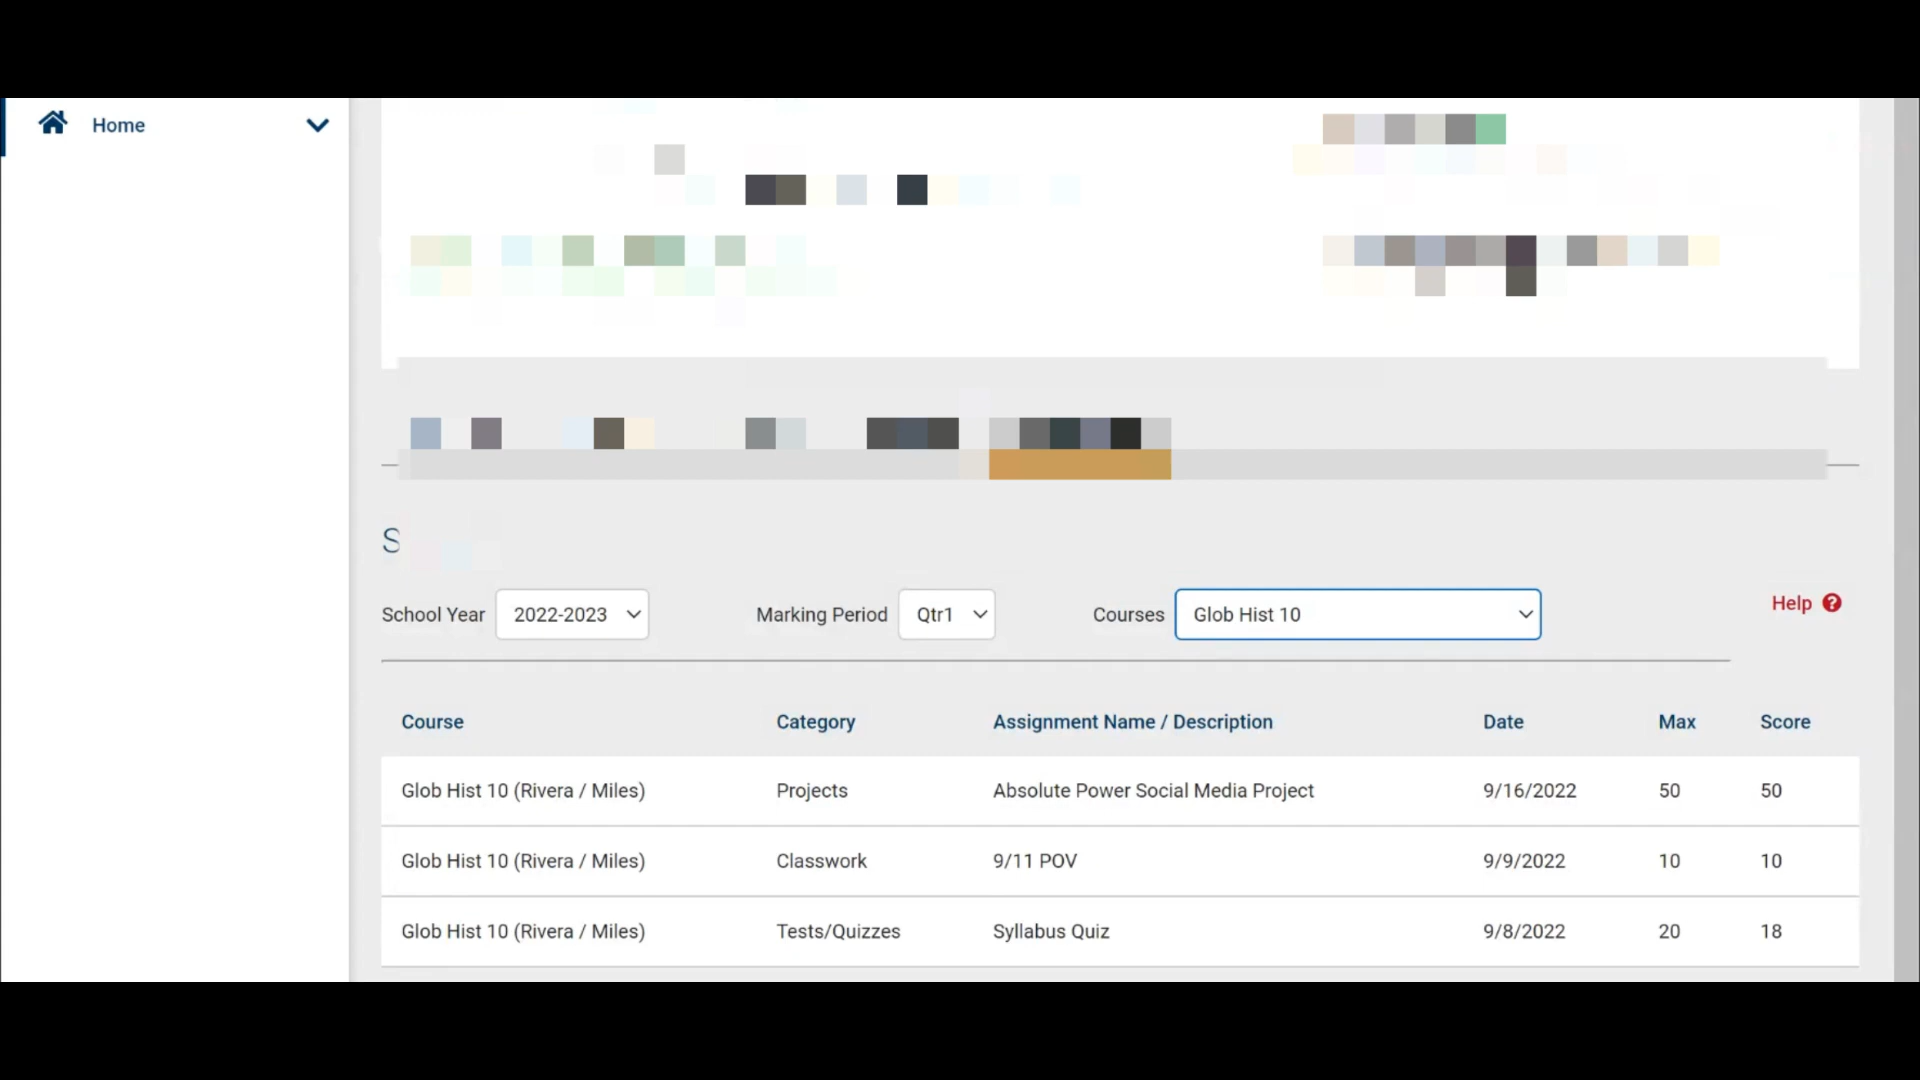 Home
S
School Year 2022-2023 Marking Period Qtr1 Courses Glob Hist 10 Help ?
Course Category Assignment Name / Description Date Max Score
Glob Hist 10 (Rivera / Miles) Projects Absolute Power Social Media Project 9/16/2022 50 50
Glob Hist 10 (Rivera / Miles) Classwork 9/11 POV 9/9/2022 10 10
Glob Hist 10 (Rivera / Miles) Tests/Quizzes Syllabus Quiz 9/8/2022 20 18